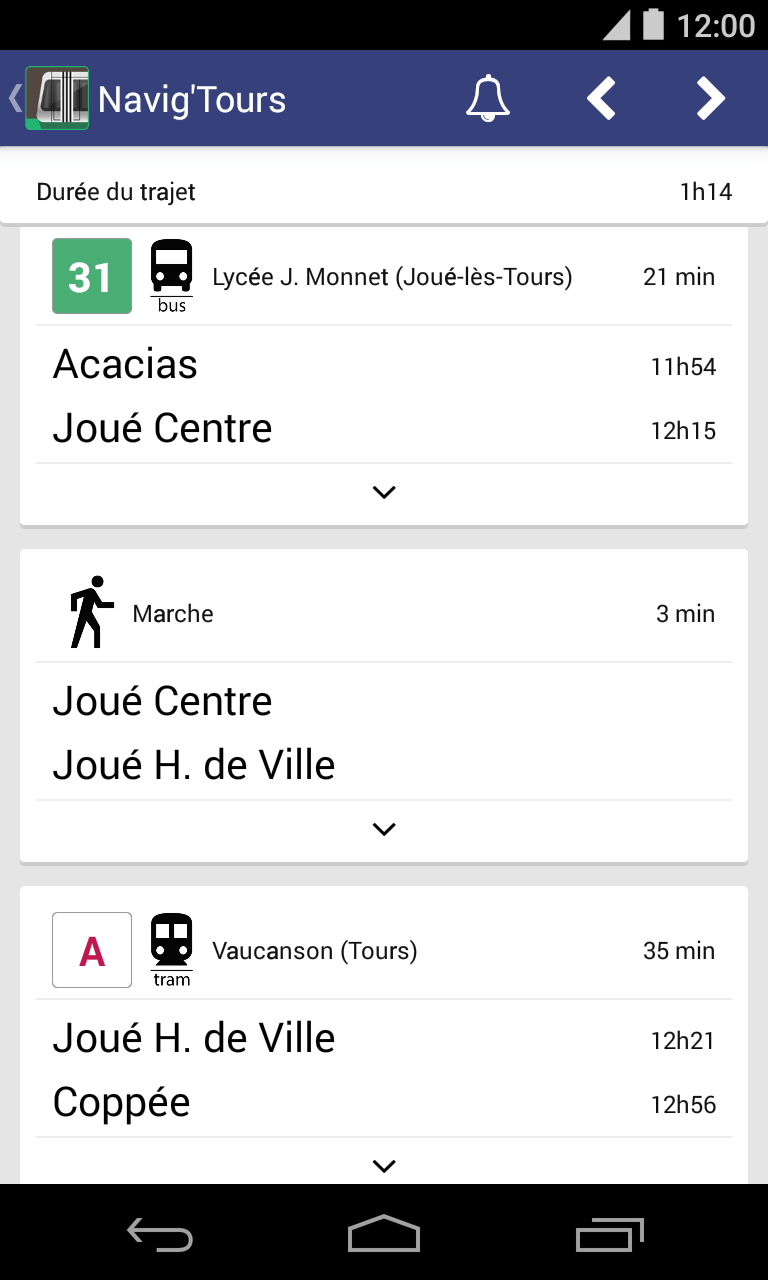 12:00
Navig'Tours
Durée du trajet 1h14
31 bus Lycée J. Monnet (Joué-lès-Tours) 21 min
Acacias 11h54
Joué Centre 12h15
Marche 3 min
Joué Centre
Joué H. de Ville
A tram Vaucanson (Tours) 35 min
Joué H. de Ville 12h21
Coppée 12h56